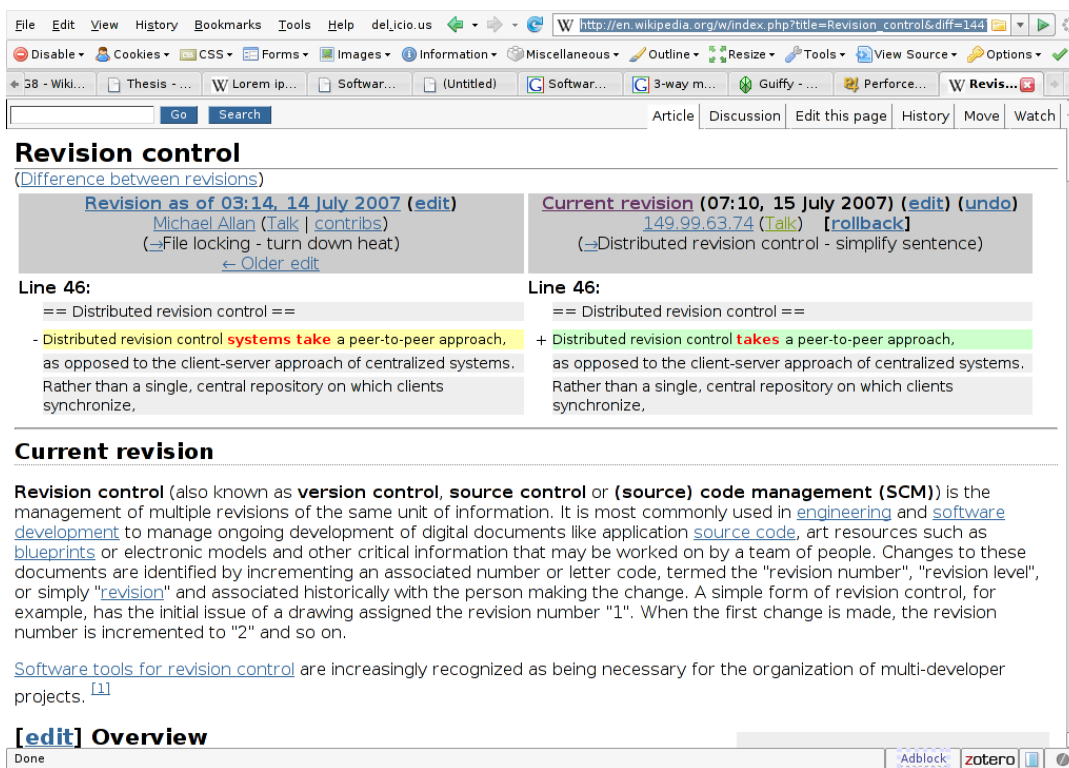 File Edit View History Bookmarks Tools Help del.icio.us W http://en.wikipedia.org/w/index.php?title=Revision_control&diff=144
Disable Cookies CSS Forms Images Information Miscellaneous Outline Resize Tools View Source Options
38 - Wiki... Thesis - ... W Lorem ip... Softwar... (Untitled) G Softwar... G 3-way m... Guiffy - ... Perforce... W Revis...
Go Search Article Discussion Edit this page History Move Watch
Revision control
(Difference between revisions)
Revision as of 03:14, 14 July 2007 (edit)
Michael Allan (Talk | contribs)
(→File locking - turn down heat)
← Older edit
Current revision (07:10, 15 July 2007) (edit) (undo)
149.99.63.74 (Talk) [rollback]
(→Distributed revision control - simplify sentence)
Line 46:
== Distributed revision control ==
- Distributed revision control systems take a peer-to-peer approach,
as opposed to the client-server approach of centralized systems.
Rather than a single, central repository on which clients
synchronize,
Line 46:
== Distributed revision control ==
+ Distributed revision control takes a peer-to-peer approach,
as opposed to the client-server approach of centralized systems.
Rather than a single, central repository on which clients
synchronize,
Current revision
Revision control (also known as version control, source control or (source) code management (SCM)) is the
management of multiple revisions of the same unit of information. It is most commonly used in engineering and software
development to manage ongoing development of digital documents like application source code, art resources such as
blueprints or electronic models and other critical information that may be worked on by a team of people. Changes to these
documents are identified by incrementing an associated number or letter code, termed the "revision number", "revision level",
or simply "revision" and associated historically with the person making the change. A simple form of revision control, for
example, has the initial issue of a drawing assigned the revision number "1". When the first change is made, the revision
number is incremented to "2" and so on.
Software tools for revision control are increasingly recognized as being necessary for the organization of multi-developer
projects. [1]
[edit] Overview
Done Adblock zotero